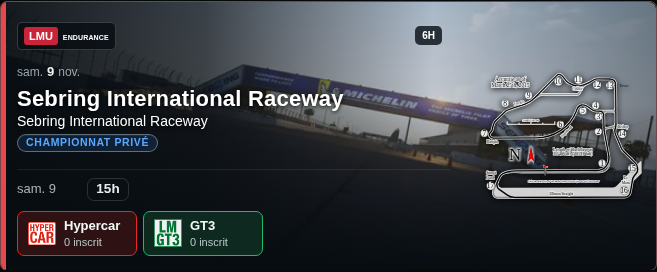 LMU ENDURANCE
6H
sam. 9 nov.
Sebring International Raceway
Sebring International Raceway
CHAMPIONNAT PRIVÉ
MICHELIN
sam. 9 15h
HYPER CAR Hypercar
0 inscrit
LM GT3 GT3
0 inscrit
N